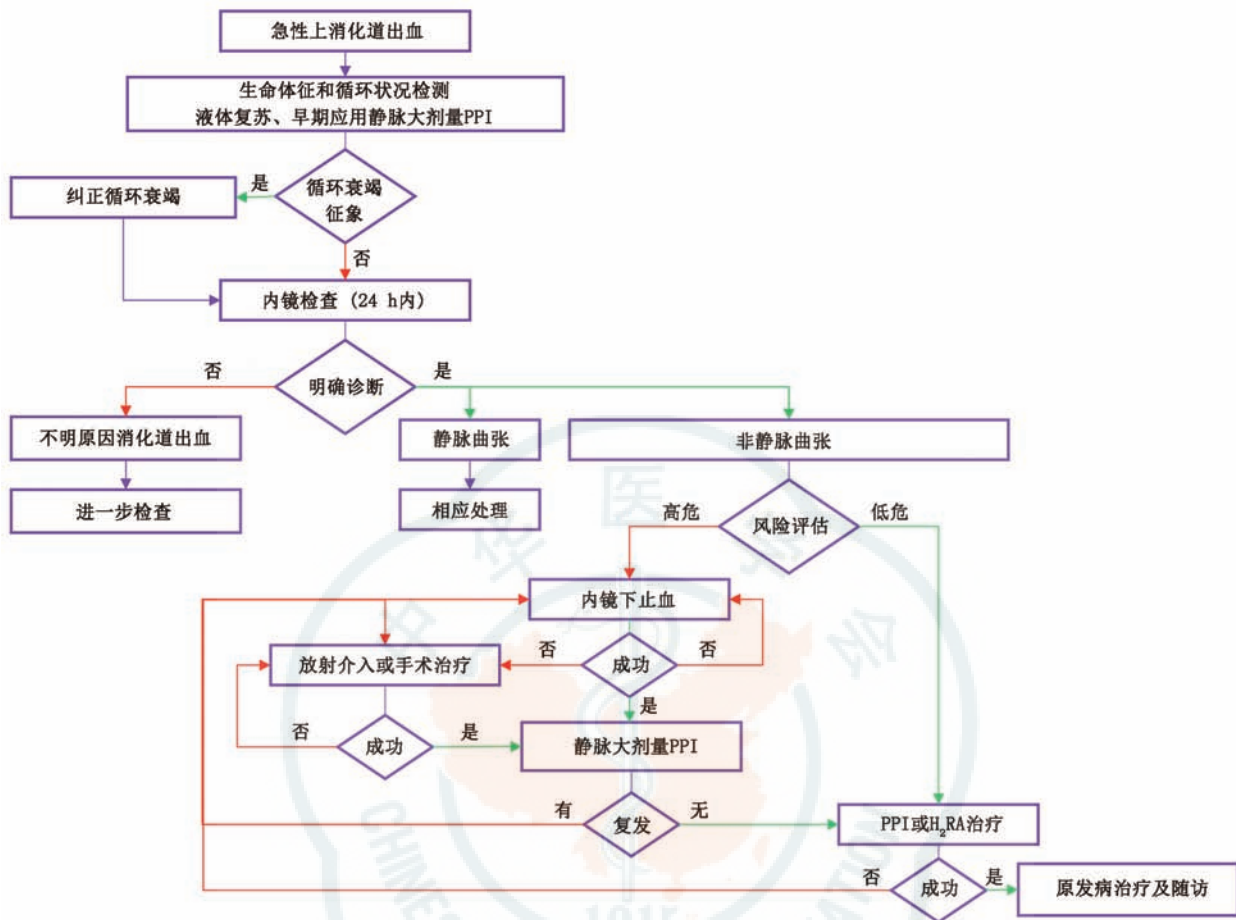 急性上消化道出血
生命体征和循环状况检测
液体复苏、早期应用静脉大剂量PPI
纠正循环衰竭
是
循环衰竭
征象
否
内镜检查 (24 h内)
否
明确诊断
是
不明原因消化道出血
静脉曲张
非静脉曲张
进一步检查
相应处理
高危
风险评估
低危
内镜下止血
放射介入或手术治疗
否
成功
否
是
否
成功
是
静脉大剂量PPI
有
复发
无
PPI或H₂RA治疗
否
成功
是
原发病治疗及随访
中华医学会
CHINES
ATION
1915